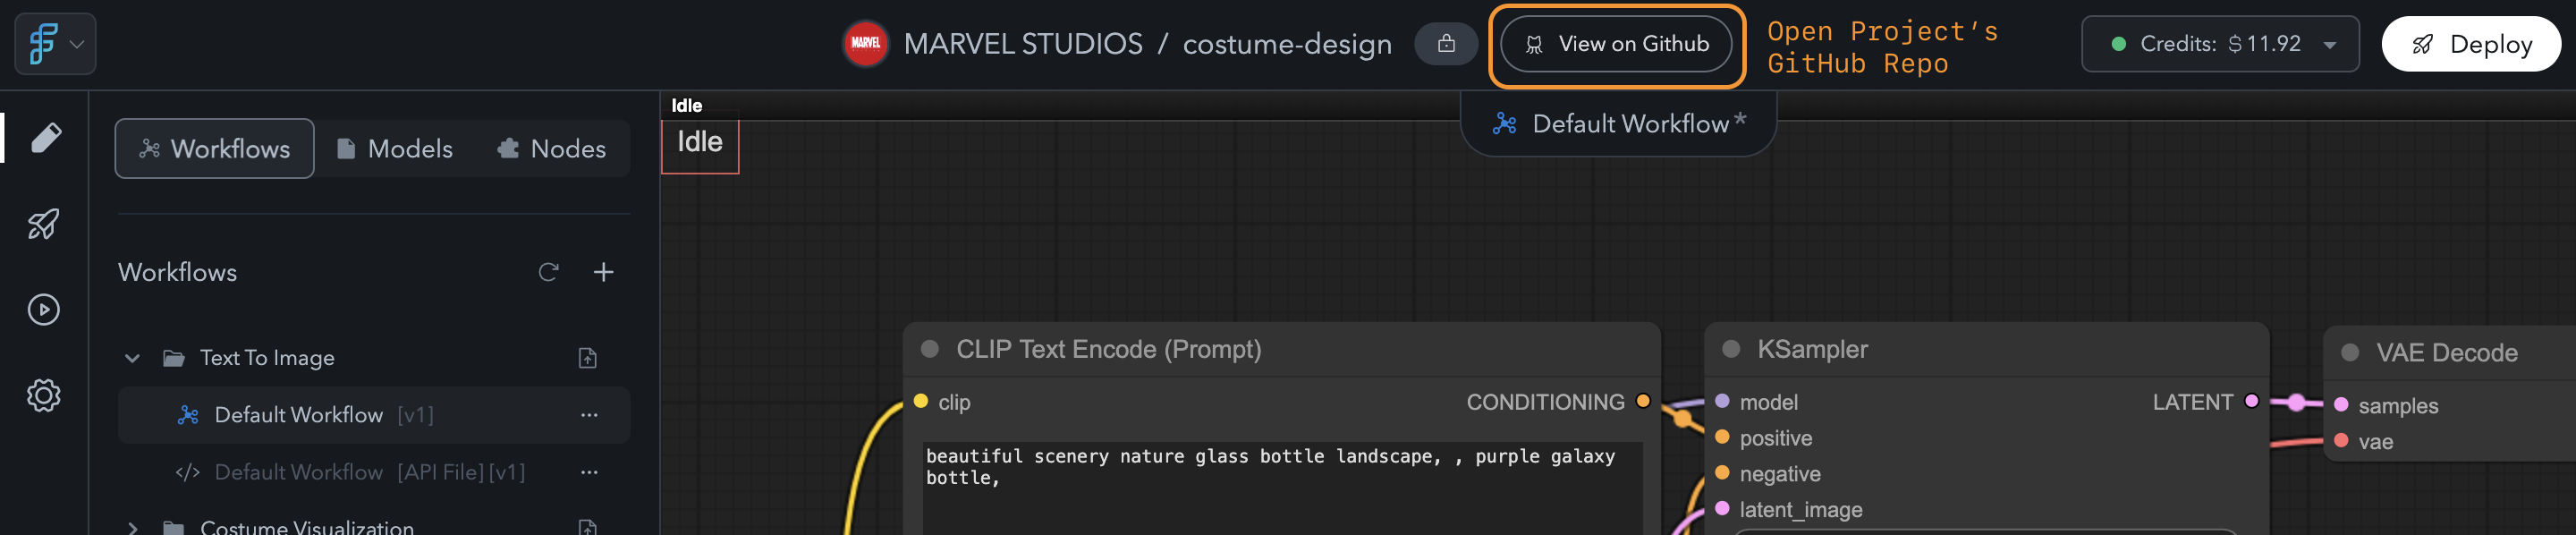 MARVEL
MARVEL STUDIOS / costume-design
View on Github
Open Project's
GitHub Repo
Credits: $ 11.92
Deploy
Workflows
Models
Nodes
Idle
Idle
Default Workflow*
Workflows
Text To Image
Default Workflow [v1]
Default Workflow [API File] [v1]
Costume Visualization
CLIP Text Encode (Prompt)
clip
CONDITIONING
beautiful scenery nature glass bottle landscape, , purple galaxy
bottle,
KSampler
model
LATENT
positive
negative
latent_image
VAE Decode
samples
vae